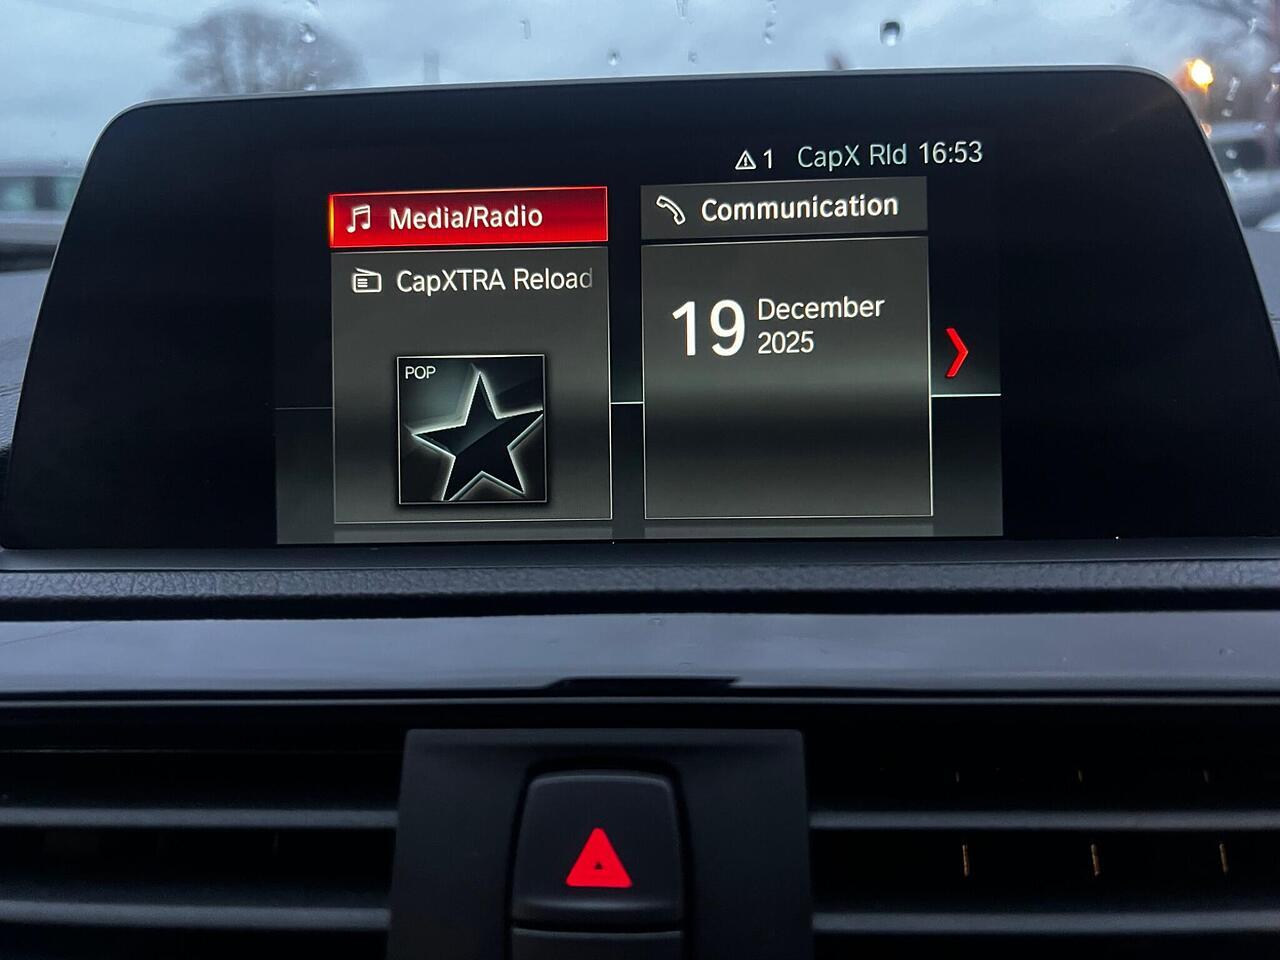 1 CapX Rld 16:53
Media/Radio
CapXTRA Reload
POP
Communication
19 December
2025